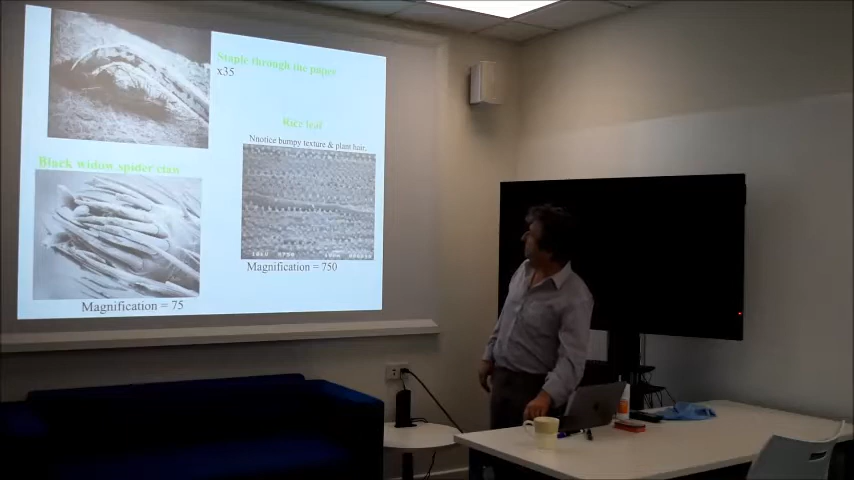 Staple through the paper
x35
Rice leaf
Nnotice bumpy texture & plant hair.
Black widow spider claw
Magnification = 750
Magnification = 75